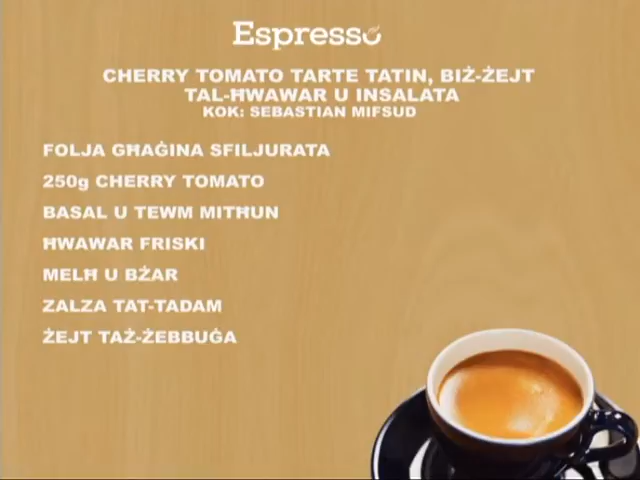 Espresso
CHERRY TOMATO TARTE TATIN, BIŻ-ŻEJT
TAL-ĦWAWAR U INSALATA
KOK: SEBASTIAN MIFSUD
FOLJA GĦAĠINA SFILJURATA
250g CHERRY TOMATO
BASAL U TEWM MITĦUN
ĦWAWAR FRISKI
MELĦ U BŻAR
ZALZA TAT-TADAM
ŻEJT TAŻ-ŻEBBUĠA